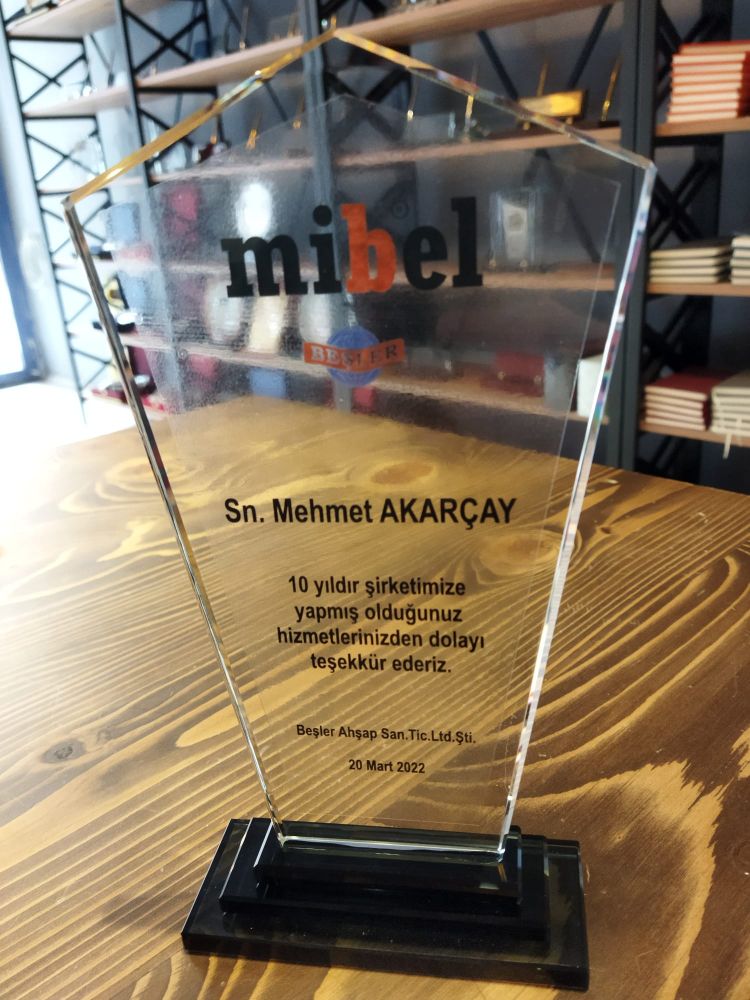 mibel
BEŞLER
Sn. Mehmet AKARÇAY
10 yıldır şirketimize
yapmış olduğunuz
hizmetlerinizden dolayı
teşekkür ederiz.
Beşler Ahşap San.Tic.Ltd.Şti.
20 Mart 2022